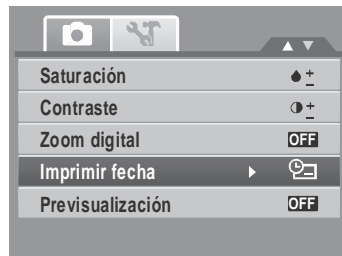 Saturación
Contraste
Zoom digital OFF
Imprimir fecha
Previsualización OFF